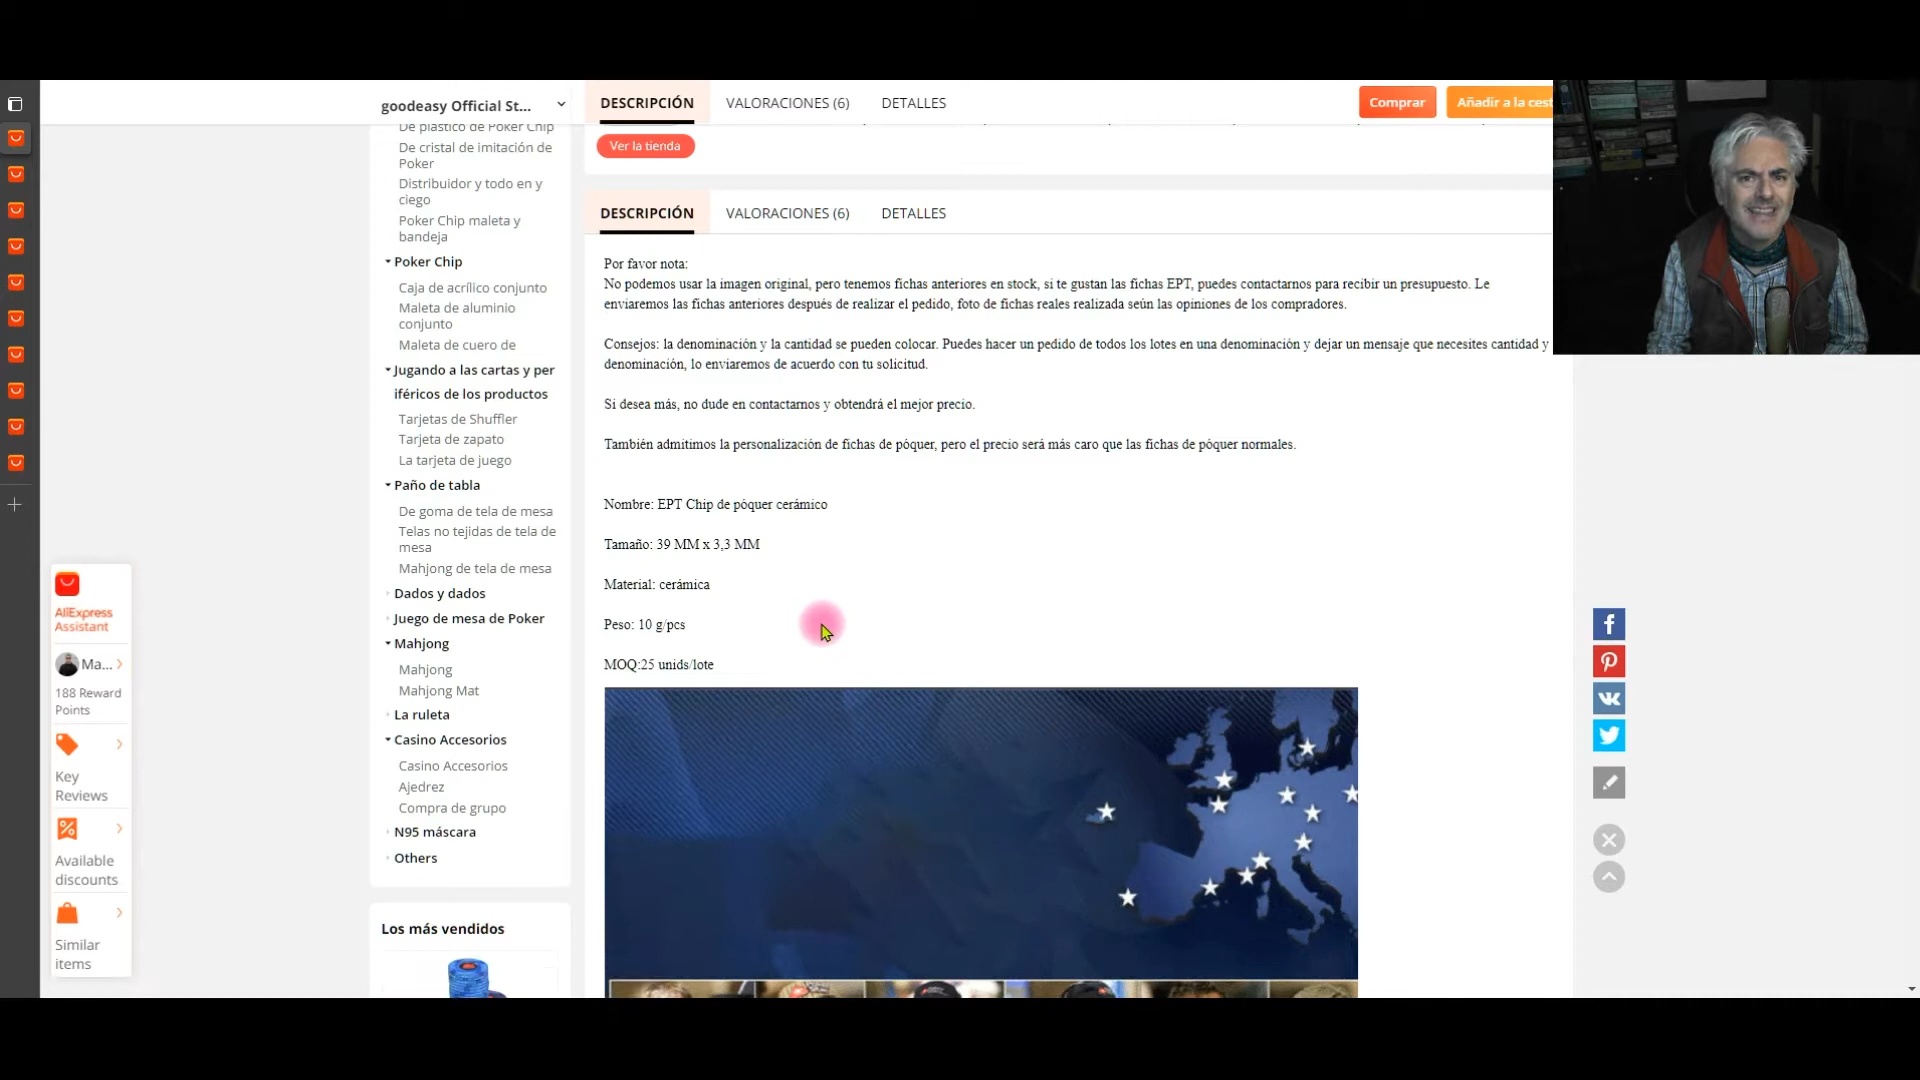 goodeasy Official St...
DESCRIPCIÓN
VALORACIONES (6)
DETALLES
Comprar
Añadir a la cest
De plástico de Poker Chip
De cristal de imitación de
Poker
Distribuidor y todo en y
ciego
Poker Chip maleta y
bandeja
Poker Chip
Caja de acrílico conjunto
Maleta de aluminio
conjunto
Maleta de cuero de
Jugando a las cartas y per
iféricos de los productos
Tarjetas de Shuffler
Tarjeta de zapato
La tarjeta de juego
Paño de tabla
De goma de tela de mesa
Telas no tejidas de tela de
mesa
Mahjong de tela de mesa
Dados y dados
Juego de mesa de Poker
Mahjong
Mahjong
Mahjong Mat
La ruleta
Casino Accesorios
Casino Accesorios
Ajedrez
Compra de grupo
N95 máscara
Others
Los más vendidos
Ver la tienda
DESCRIPCIÓN
VALORACIONES (6)
DETALLES
Por favor nota:
No podemos usar la imagen original, pero tenemos fichas anteriores en stock, si te gustan las fichas EPT, puedes contactarnos para recibir un presupuesto. Le
enviaremos las fichas anteriores después de realizar el pedido, foto de fichas reales realizada según las opiniones de los compradores.
Consejos: la denominación y la cantidad se pueden colocar. Puedes hacer un pedido de todos los lotes en una denominación y dejar un mensaje que necesites cantidad y
denominación, lo enviaremos de acuerdo con tu solicitud.
Si desea más, no dude en contactarnos y obtendrá el mejor precio.
También admitimos la personalización de fichas de póquer, pero el precio será más caro que las fichas de póquer normales.
Nombre: EPT Chip de póquer cerámico
Tamaño: 39 MM x 3,3 MM
Material: cerámica
Peso: 10 g/pcs
MOQ:25 unids/lote
AliExpress
Assistant
Ma...
188 Reward
Points
Key
Reviews
Available
discounts
Similar
items